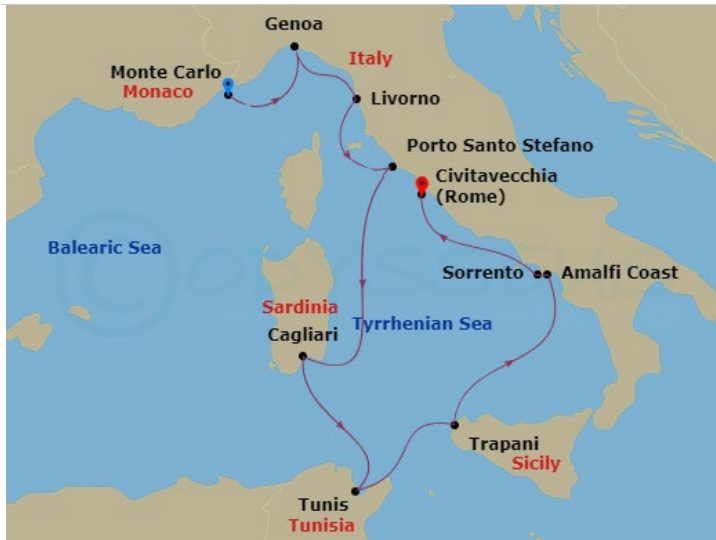 Genoa
Italy
Monte Carlo
Monaco
Livorno
Porto Santo Stefano
Civitavecchia
(Rome)
Balearic Sea
© ODYSSEUS
Sorrento
Amalfi Coast
Sardinia
Tyrrhenian Sea
Cagliari
Trapani
Sicily
Tunis
Tunisia